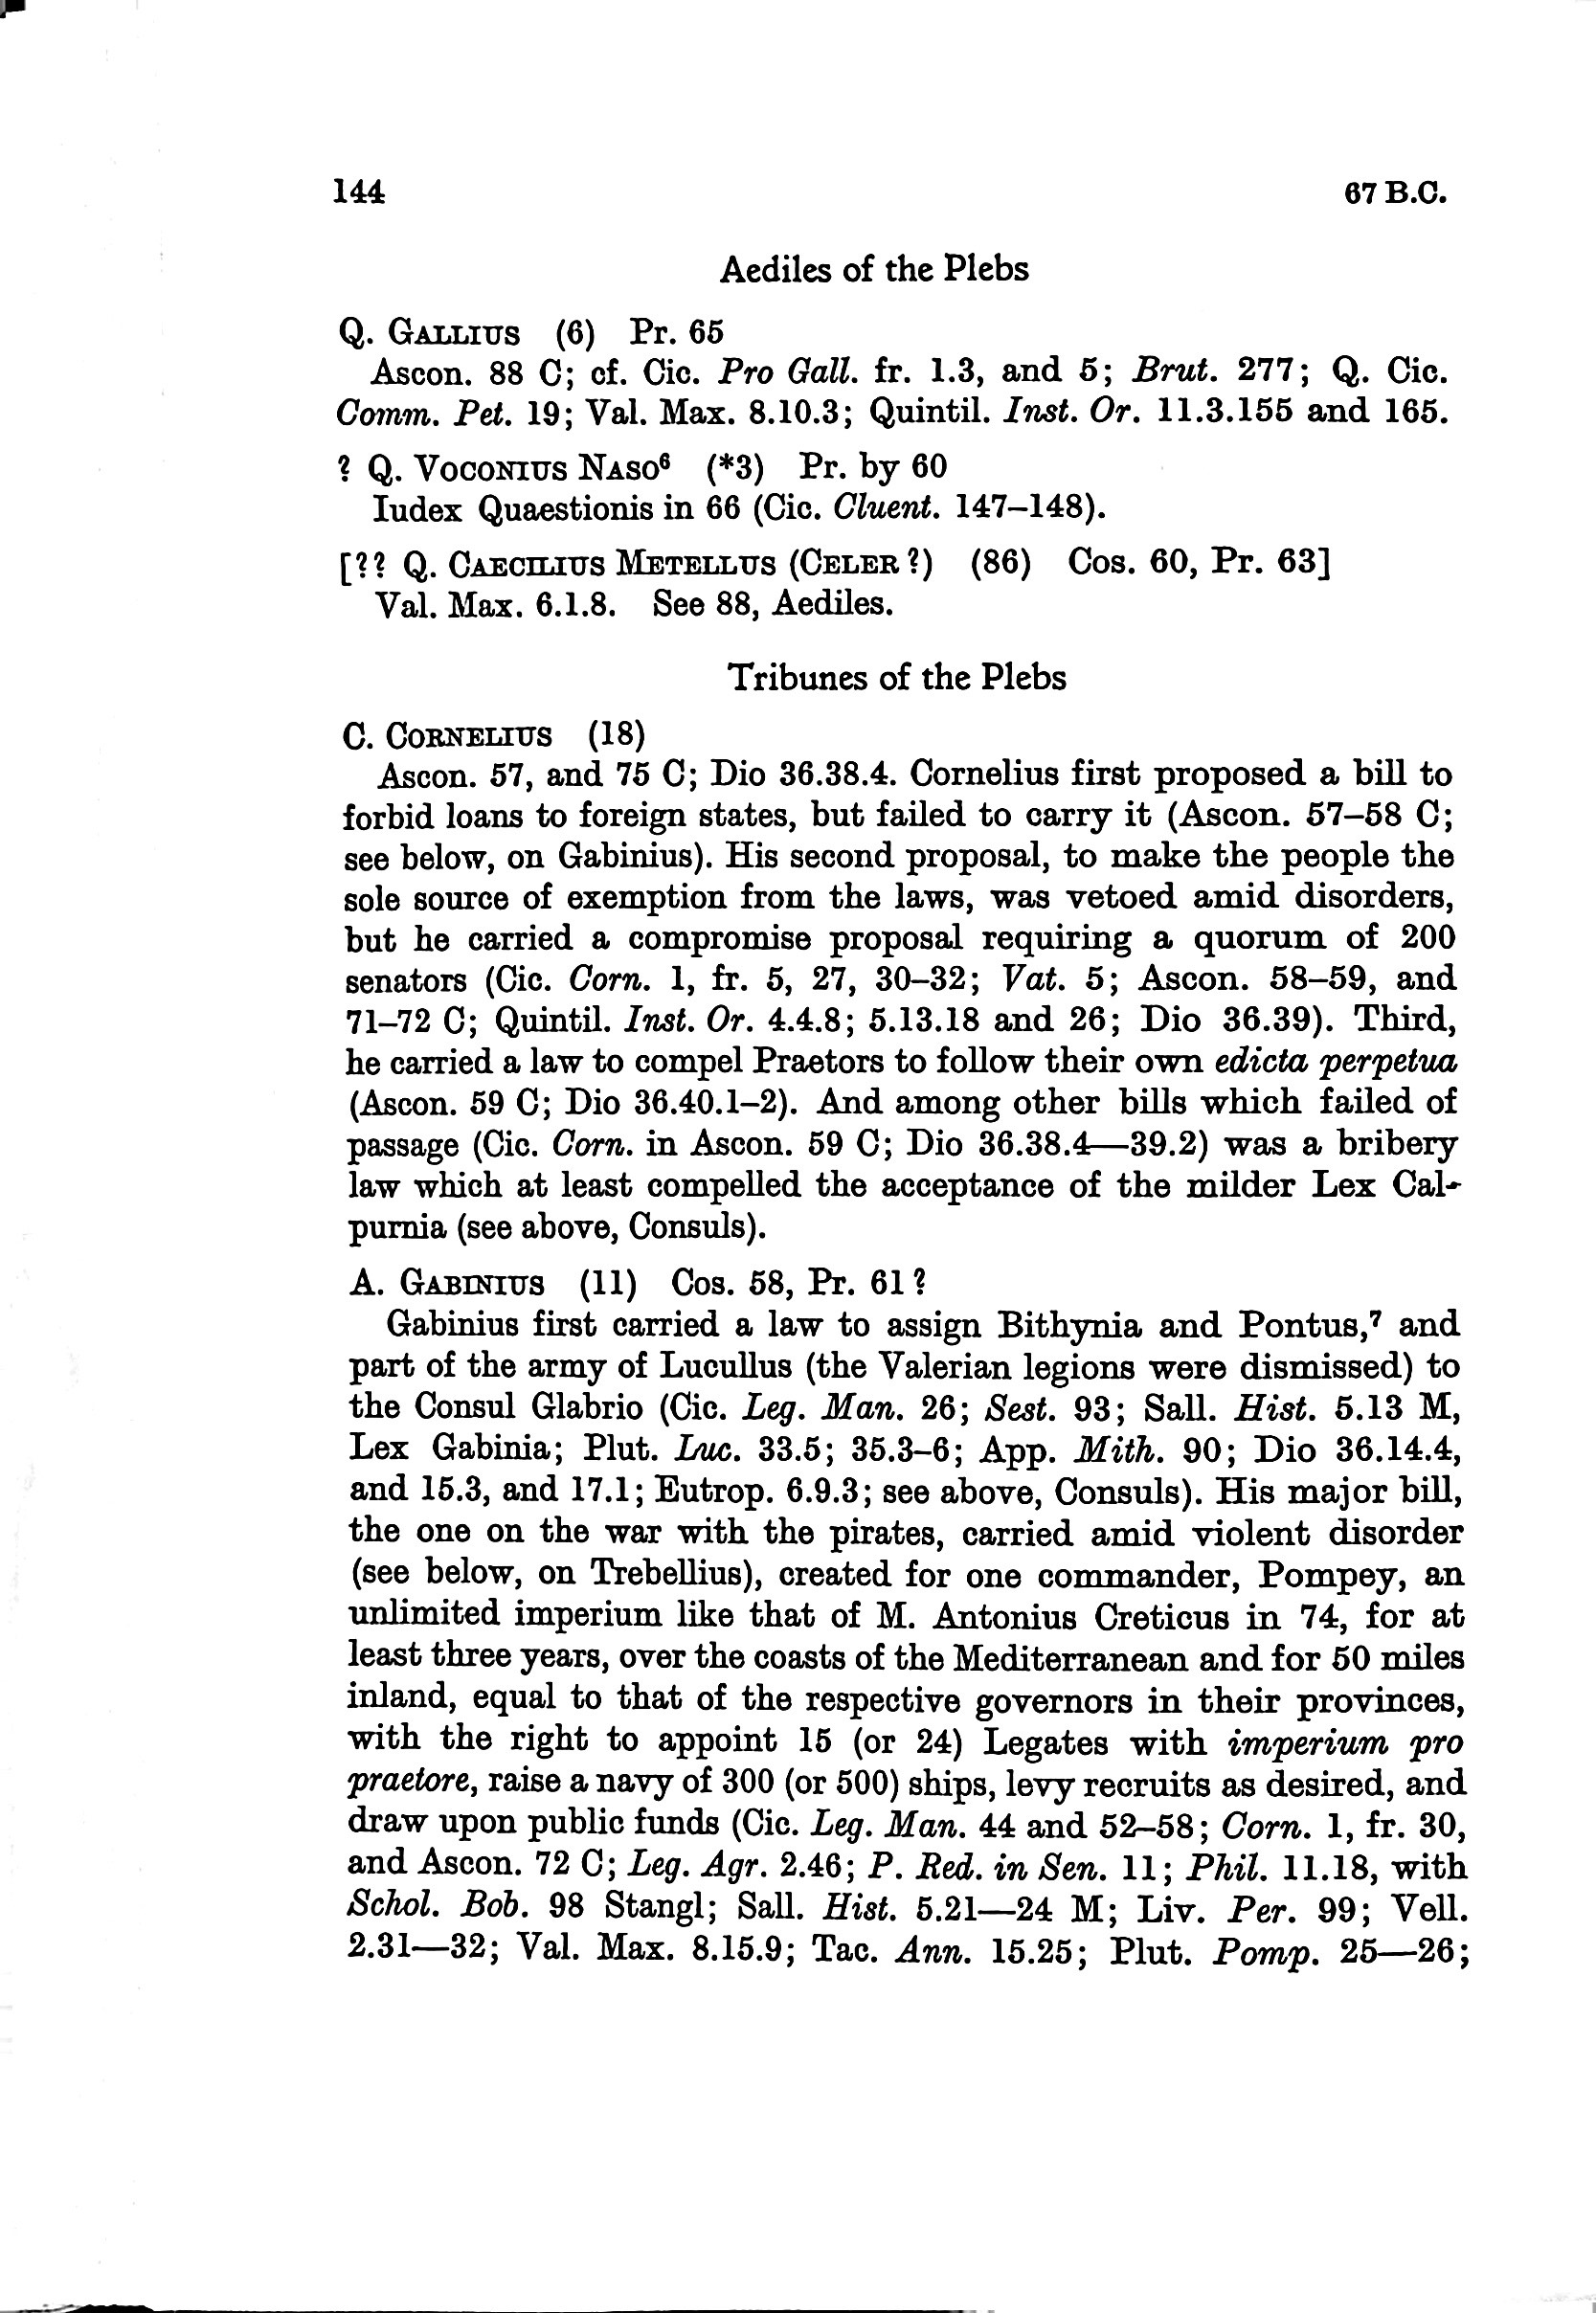 144 67 B.C.
Aediles of the Plebs
Q. GALLIUS (6) Pr. 65
Ascon. 88 C; cf. Cic. Pro Gall. fr. 1.3, and 5; Brut. 277; Q. Cic.
Comm. Pet. 19; Val. Max. 8.10.3; Quintil. Inst. Or. 11.3.155 and 165.
? Q. VOCONIUS NASO⁶ (*3) Pr. by 60
Iudex Quaestionis in 66 (Cic. Cluent. 147–148).
[?? Q. CAECILIUS METELLUS (CELER ?) (86) Cos. 60, Pr. 63]
Val. Max. 6.1.8. See 88, Aediles.
Tribunes of the Plebs
C. CORNELIUS (18)
Ascon. 57, and 75 C; Dio 36.38.4. Cornelius first proposed a bill to
forbid loans to foreign states, but failed to carry it (Ascon. 57–58 C;
see below, on Gabinius). His second proposal, to make the people the
sole source of exemption from the laws, was vetoed amid disorders,
but he carried a compromise proposal requiring a quorum of 200
senators (Cic. Corn. 1, fr. 5, 27, 30–32; Vat. 5; Ascon. 58–59, and
71–72 C; Quintil. Inst. Or. 4.4.8; 5.13.18 and 26; Dio 36.39). Third,
he carried a law to compel Praetors to follow their own edicta perpetua
(Ascon. 59 C; Dio 36.40.1–2). And among other bills which failed of
passage (Cic. Corn. in Ascon. 59 C; Dio 36.38.4—39.2) was a bribery
law which at least compelled the acceptance of the milder Lex Cal-
purnia (see above, Consuls).
A. GABINIUS (11) Cos. 58, Pr. 61 ?
Gabinius first carried a law to assign Bithynia and Pontus,⁷ and
part of the army of Lucullus (the Valerian legions were dismissed) to
the Consul Glabrio (Cic. Leg. Man. 26; Sest. 93; Sall. Hist. 5.13 M,
Lex Gabinia; Plut. Luc. 33.5; 35.3–6; App. Mith. 90; Dio 36.14.4,
and 15.3, and 17.1; Eutrop. 6.9.3; see above, Consuls). His major bill,
the one on the war with the pirates, carried amid violent disorder
(see below, on Trebellius), created for one commander, Pompey, an
unlimited imperium like that of M. Antonius Creticus in 74, for at
least three years, over the coasts of the Mediterranean and for 50 miles
inland, equal to that of the respective governors in their provinces,
with the right to appoint 15 (or 24) Legates with imperium pro
praetore, raise a navy of 300 (or 500) ships, levy recruits as desired, and
draw upon public funds (Cic. Leg. Man. 44 and 52–58; Corn. 1, fr. 30,
and Ascon. 72 C; Leg. Agr. 2.46; P. Red. in Sen. 11; Phil. 11.18, with
Schol. Bob. 98 Stangl; Sall. Hist. 5.21—24 M; Liv. Per. 99; Vell.
2.31—32; Val. Max. 8.15.9; Tac. Ann. 15.25; Plut. Pomp. 25—26;